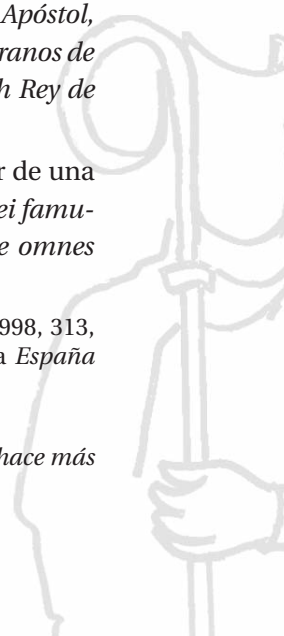 Apóstol,
ranos de
h Rey de
r de una
ei famu-
e omnes
998, 313,
a España
hace más